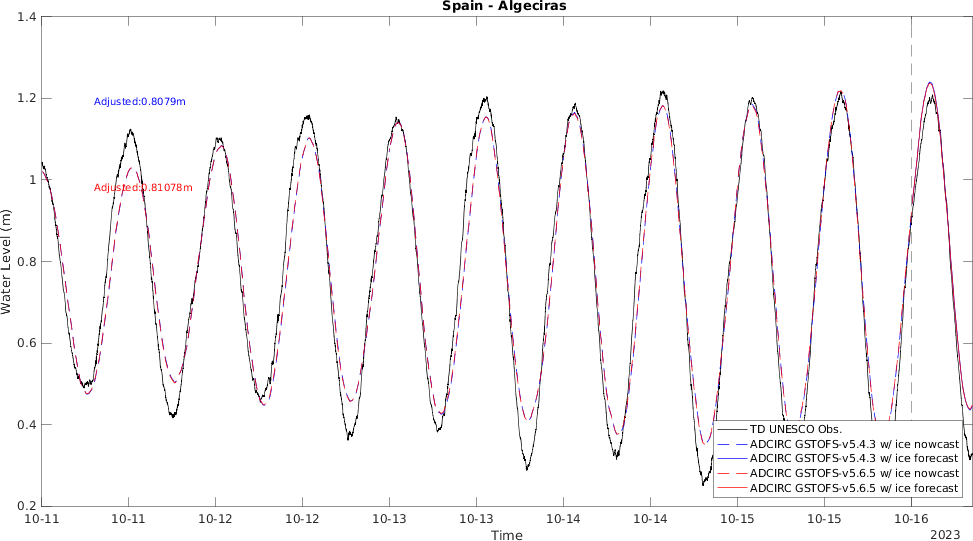 Spain - Algeciras
1.4
1.2
1
0.8
0.6
0.4
0.2
Water Level (m)
Adjusted:0.8079m
Adjusted:0.81078m
TD UNESCO Obs.
ADCIRC GSTOFS-v5.4.3 w/ ice nowcast
ADCIRC GSTOFS-v5.4.3 w/ ice forecast
ADCIRC GSTOFS-v5.6.5 w/ ice nowcast
ADCIRC GSTOFS-v5.6.5 w/ ice forecast
10-11 10-11 10-12 10-12 10-13 10-13 10-14 10-14 10-15 10-15 10-16
Time
2023